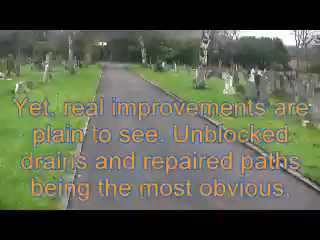 Yet, real improvements are
plain to see. Unblocked
drains and repaired paths
being the most obvious.